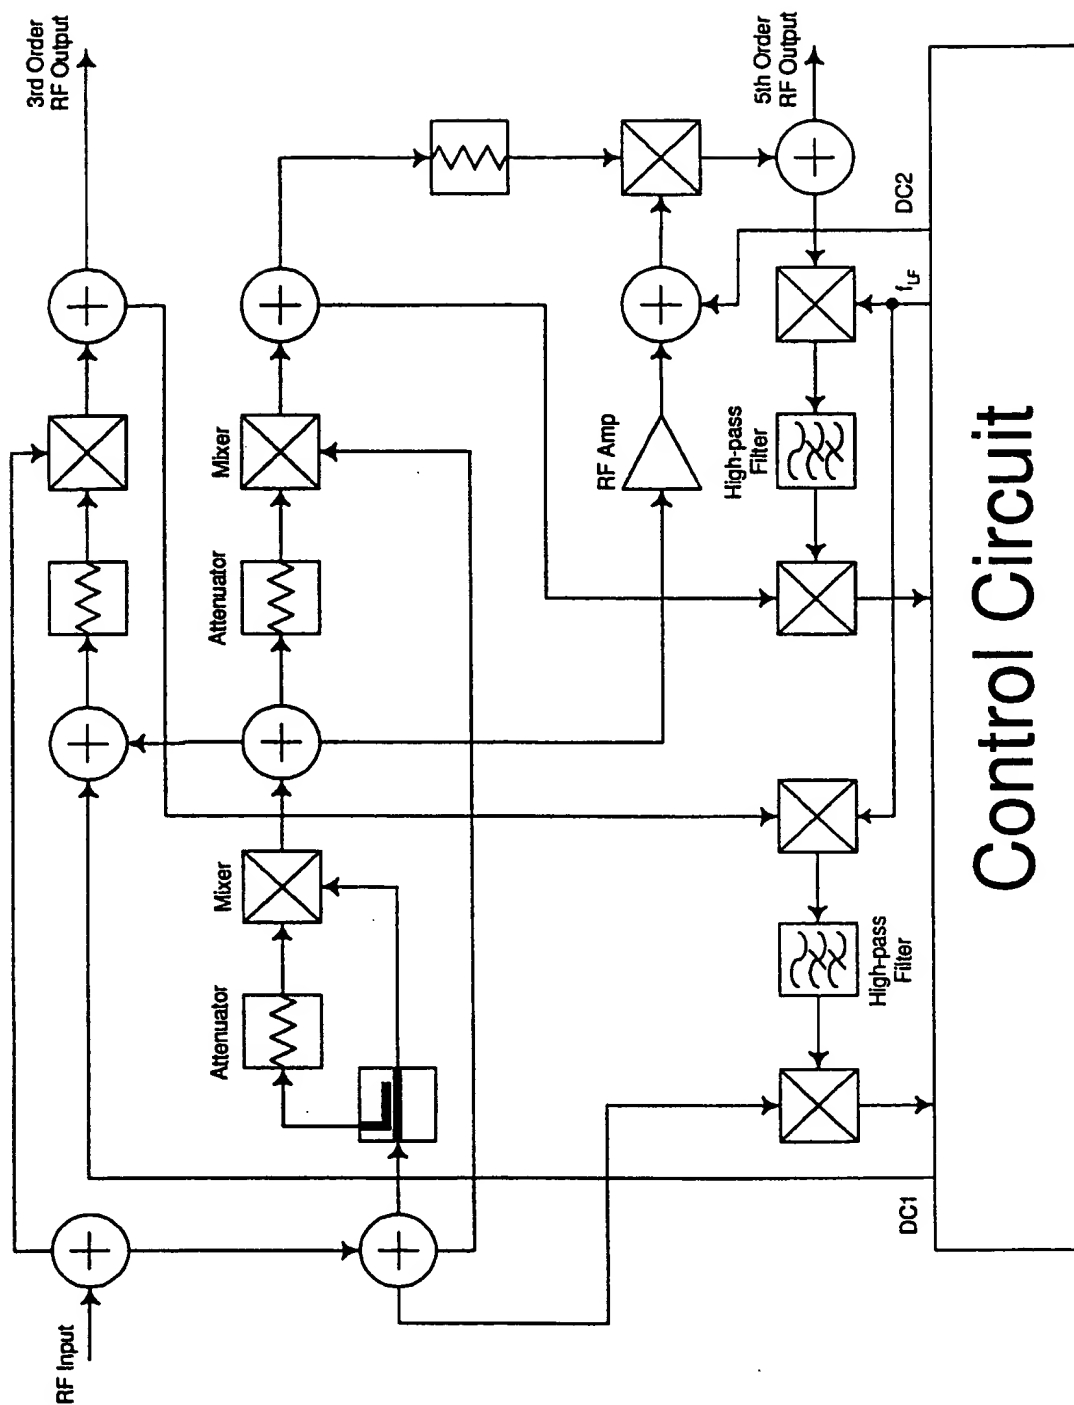 3rd Order
RF Output
5th Order
RF Output
DC2
f_LF
Mixer
RF Amp
High-pass
Filter
Attenuator
Mixer
Attenuator
High-pass
Filter
DC1
RF Input
Control Circuit